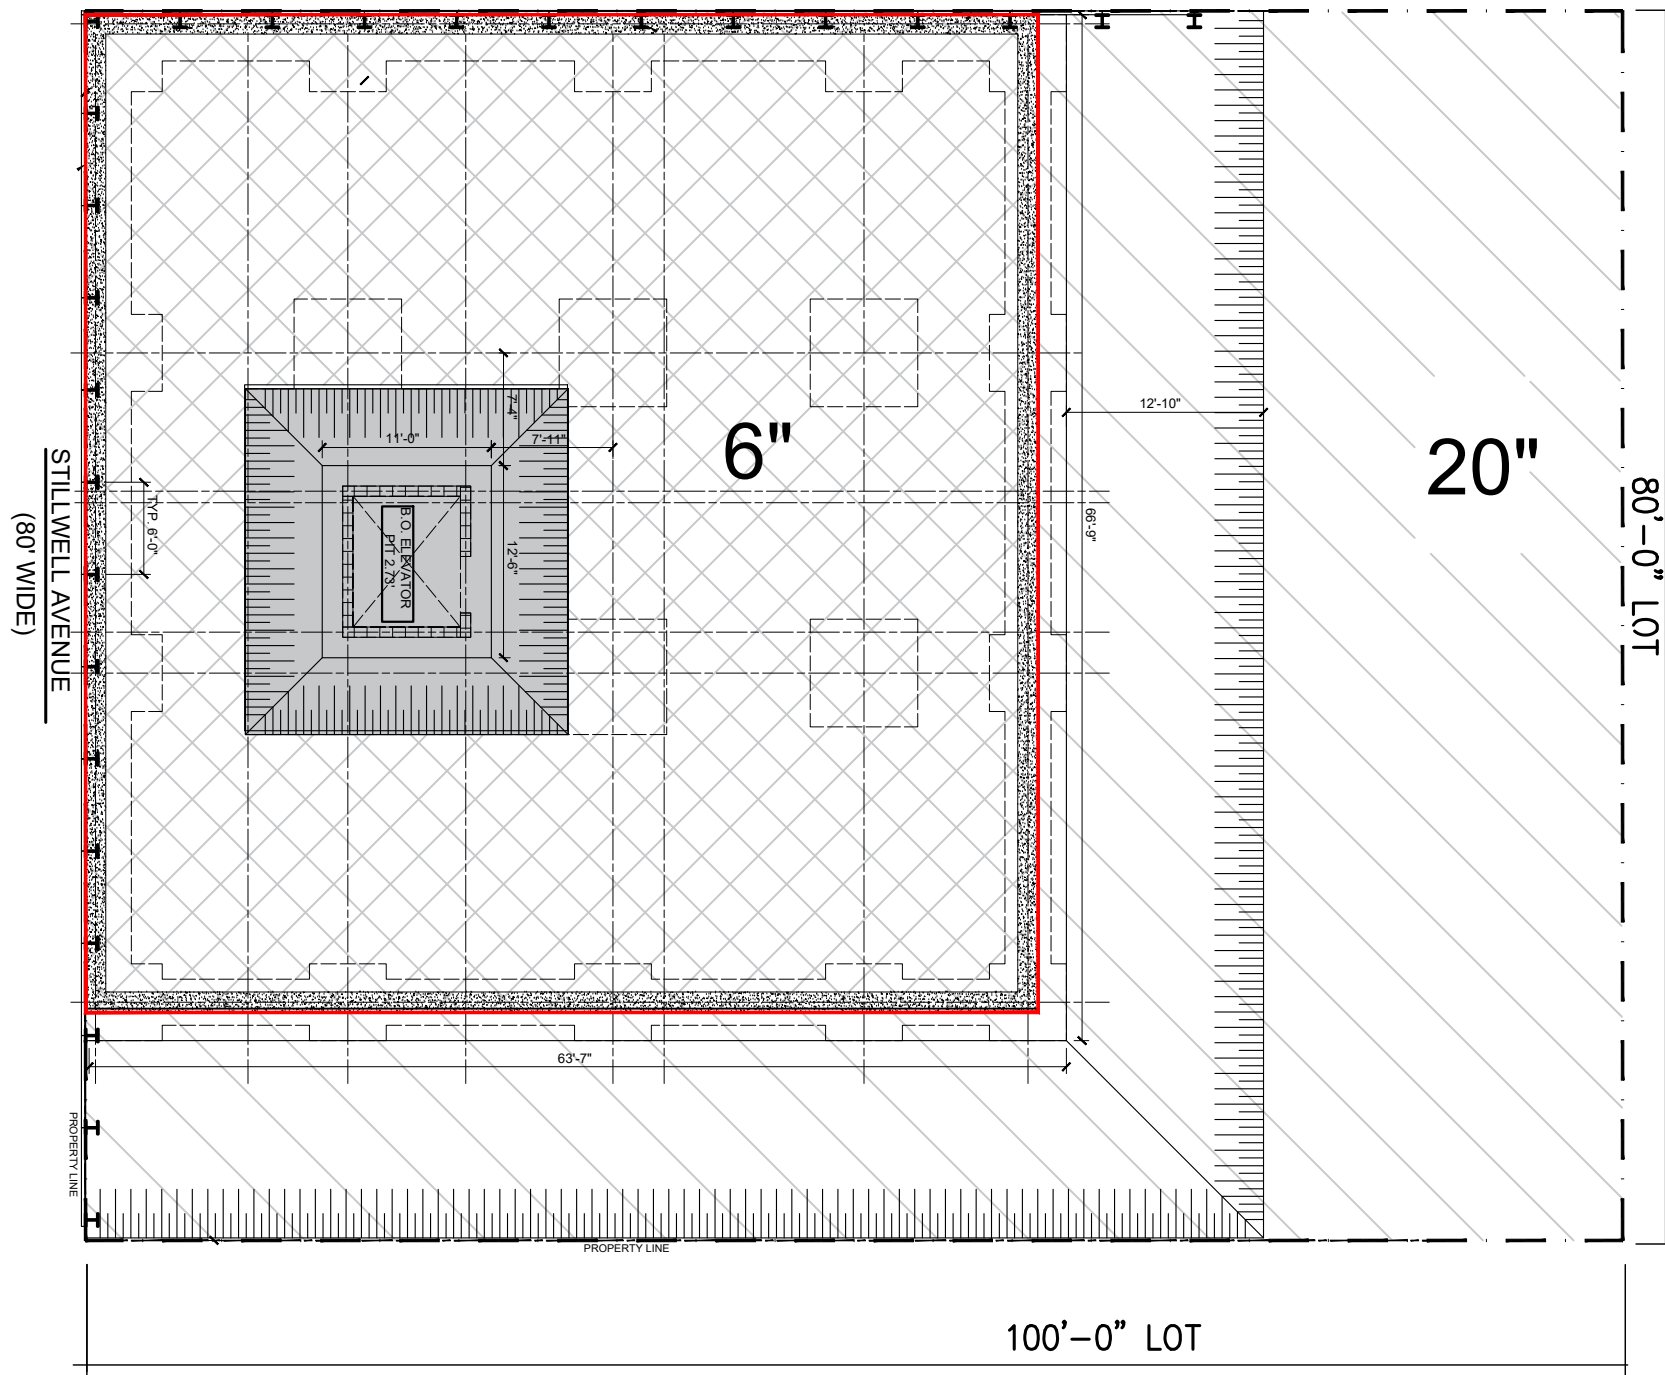 12'-10"
7'-4"
11'-0"
7'-11"
6"
20"
STILLWELL AVENUE
(80' WIDE)
TYP. 6'-0"
B.O. ELEVATOR
PIT 2.73'
12'-6"
66'-9"
80'-0" LOT
63'-7"
PROPERTY LINE
PROPERTY LINE
100'-0" LOT